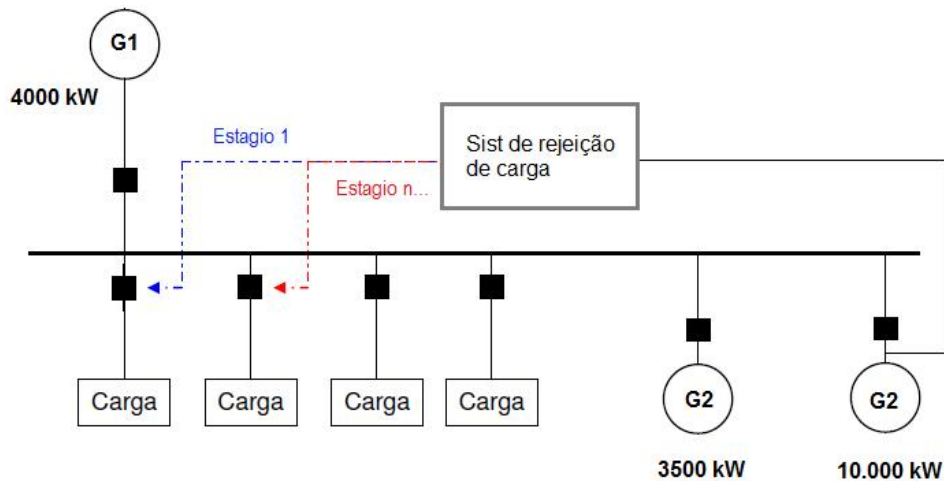 G1
4000 kW
Estagio 1
Sist de rejeição
de carga
Estagio n...
Carga
Carga
Carga
Carga
G2
G2
3500 kW
10.000 kW